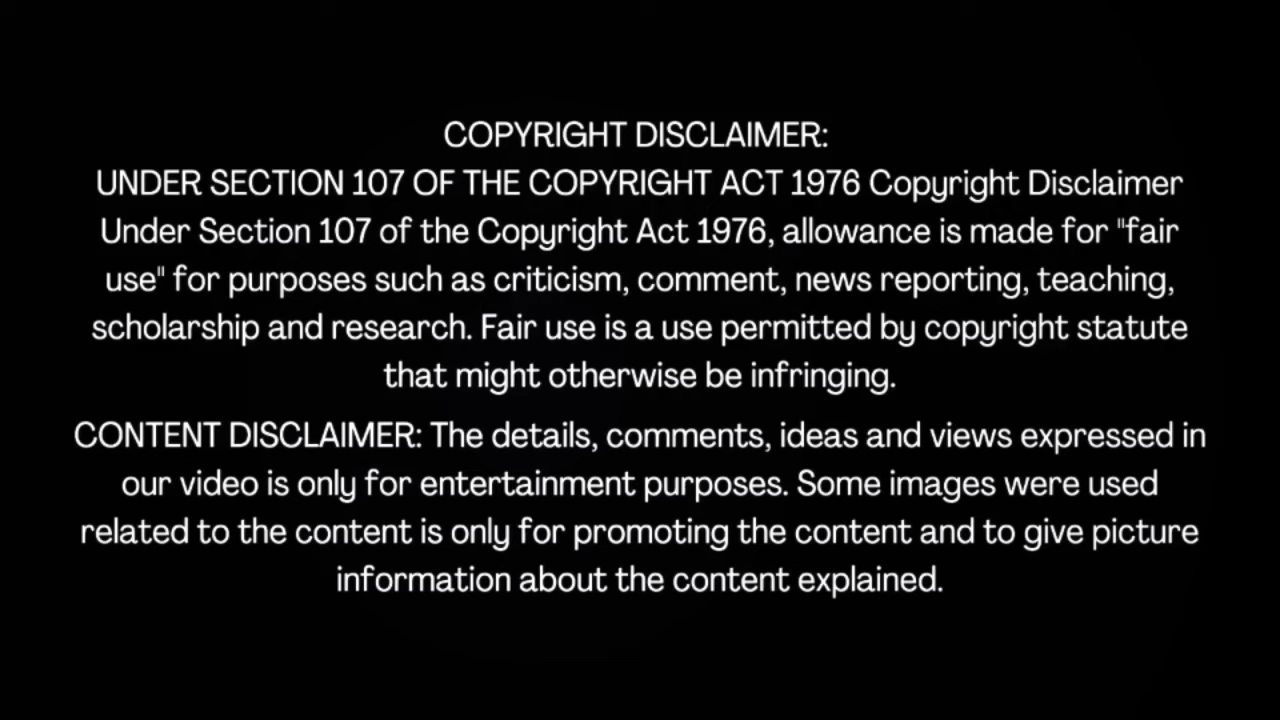 COPYRIGHT DISCLAIMER:
UNDER SECTION 107 OF THE COPYRIGHT ACT 1976 Copyright Disclaimer
Under Section 107 of the Copyright Act 1976, allowance is made for "fair
use" for purposes such as criticism, comment, news reporting, teaching,
scholarship and research. Fair use is a use permitted by copyright statute
that might otherwise be infringing.
CONTENT DISCLAIMER: The details, comments, ideas and views expressed in
our video is only for entertainment purposes. Some images were used
related to the content is only for promoting the content and to give picture
information about the content explained.